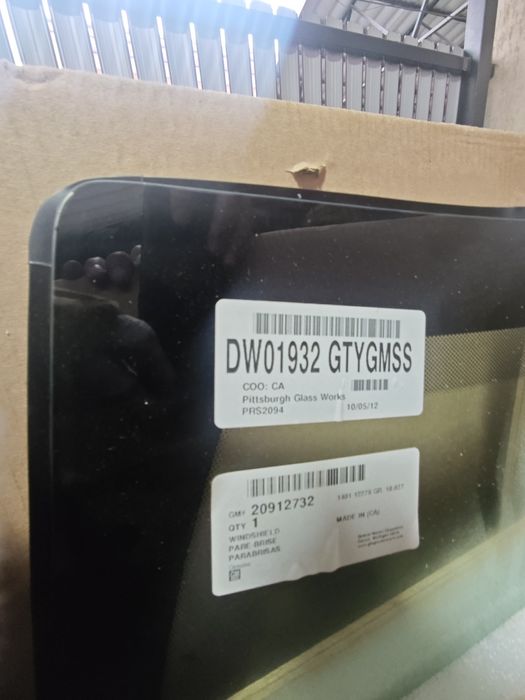 DW01932 GTYGMSS
COO: CA
Pittsburgh Glass Works
PRS2094 10/05/12
GM# 20912732
QTY 1
MADE IN (CA)
WINDSHIELD
PARE-BRISE
PARABRISAS
GM